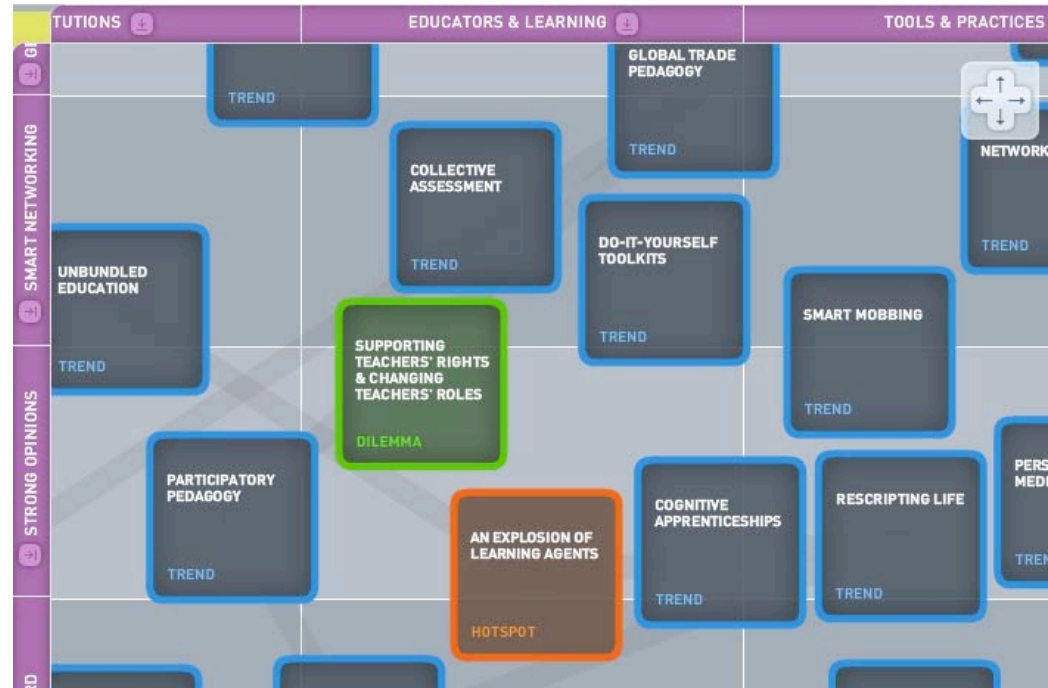 TUTIONS
EDUCATORS & LEARNING
TOOLS & PRACTICES
SMART NETWORKING
STRONG OPINIONS
TREND
GLOBAL TRADE
PEDAGOGY
TREND
COLLECTIVE
ASSESSMENT
TREND
NETWORK
TREND
UNBUNDLED
EDUCATION
TREND
DO-IT-YOURSELF
TOOLKITS
TREND
SMART MOBBING
TREND
SUPPORTING
TEACHERS' RIGHTS
& CHANGING
TEACHERS' ROLES
DILEMMA
PARTICIPATORY
PEDAGOGY
TREND
AN EXPLOSION OF
LEARNING AGENTS
HOTSPOT
COGNITIVE
APPRENTICESHIPS
TREND
RESCRIPTING LIFE
TREND
PERS
MEDI
TREN
RD